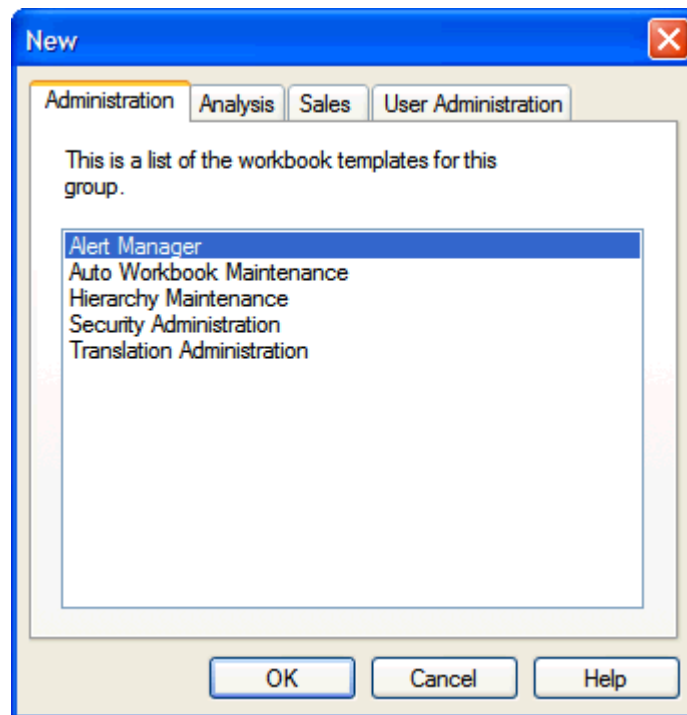 New
Administration Analysis Sales User Administration
This is a list of the workbook templates for this
group.
Alert Manager
Auto Workbook Maintenance
Hierarchy Maintenance
Security Administration
Translation Administration
OK Cancel Help